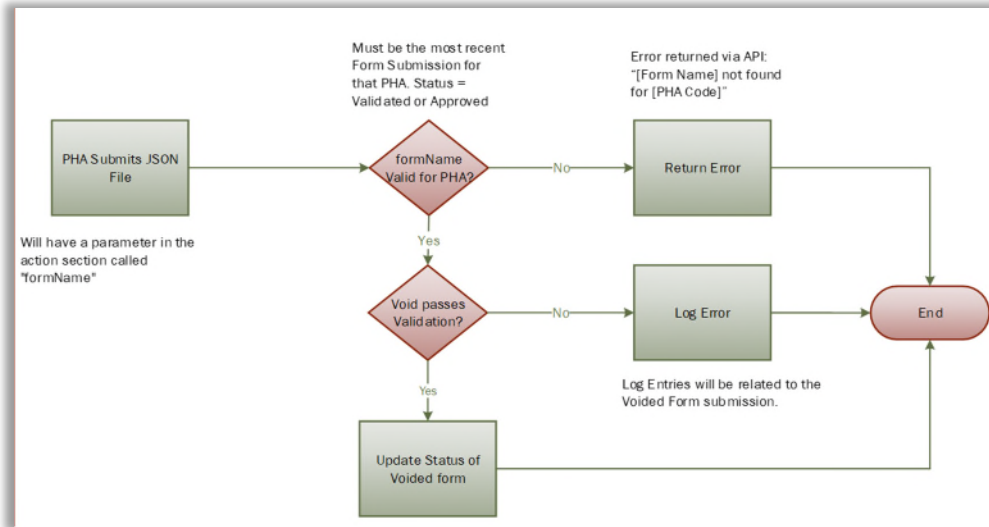 Must be the most recent
Form Submission for
that PHA. Status =
Validated or Approved
Error returned via API:
“[Form Name] not found
for [PHA Code]”
PHA Submits JSON
File
formName
Valid for PHA?
No
Return Error
Will have a parameter in the
action section called
"formName"
Yes
Void passes
Validation?
No
Log Error
End
Log Entries will be related to the
Voided Form submission.
Yes
Update Status of
Voided form